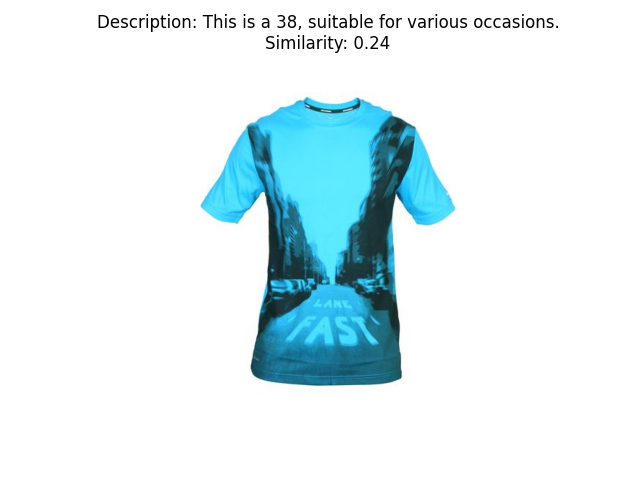 Description: This is a 38, suitable for various occasions.
Similarity: 0.24
LANE
FAST